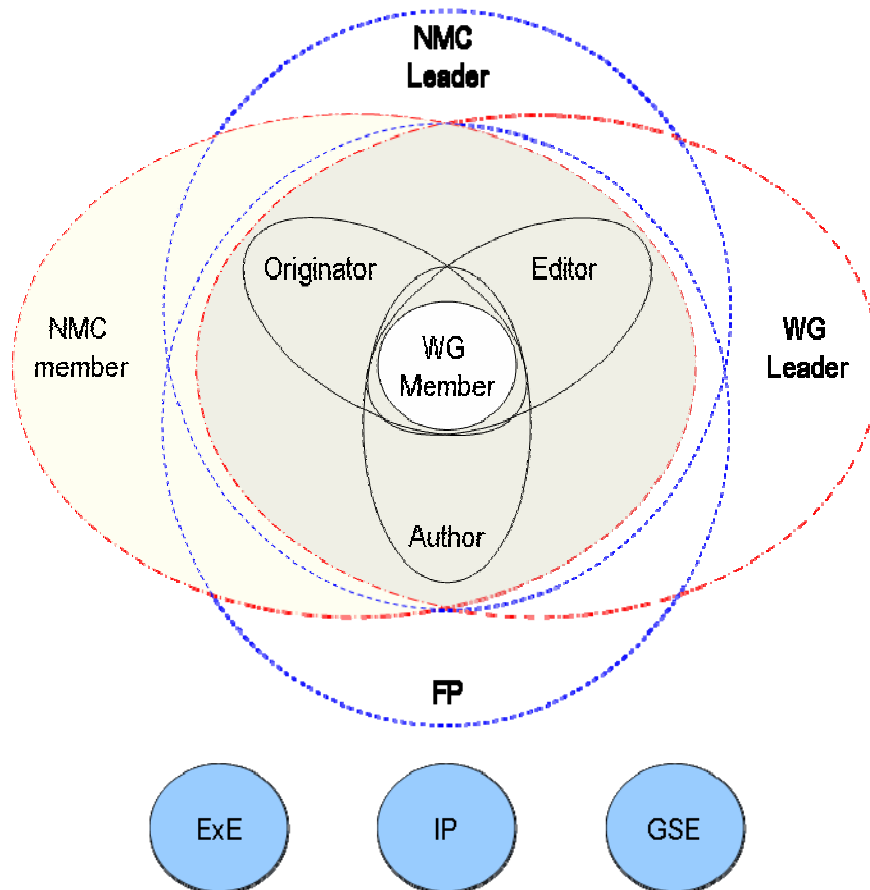 NMC
Leader
Originator
Editor
NMC
member
WG
Leader
WG
Member
Author
FP
ExE
IP
GSE